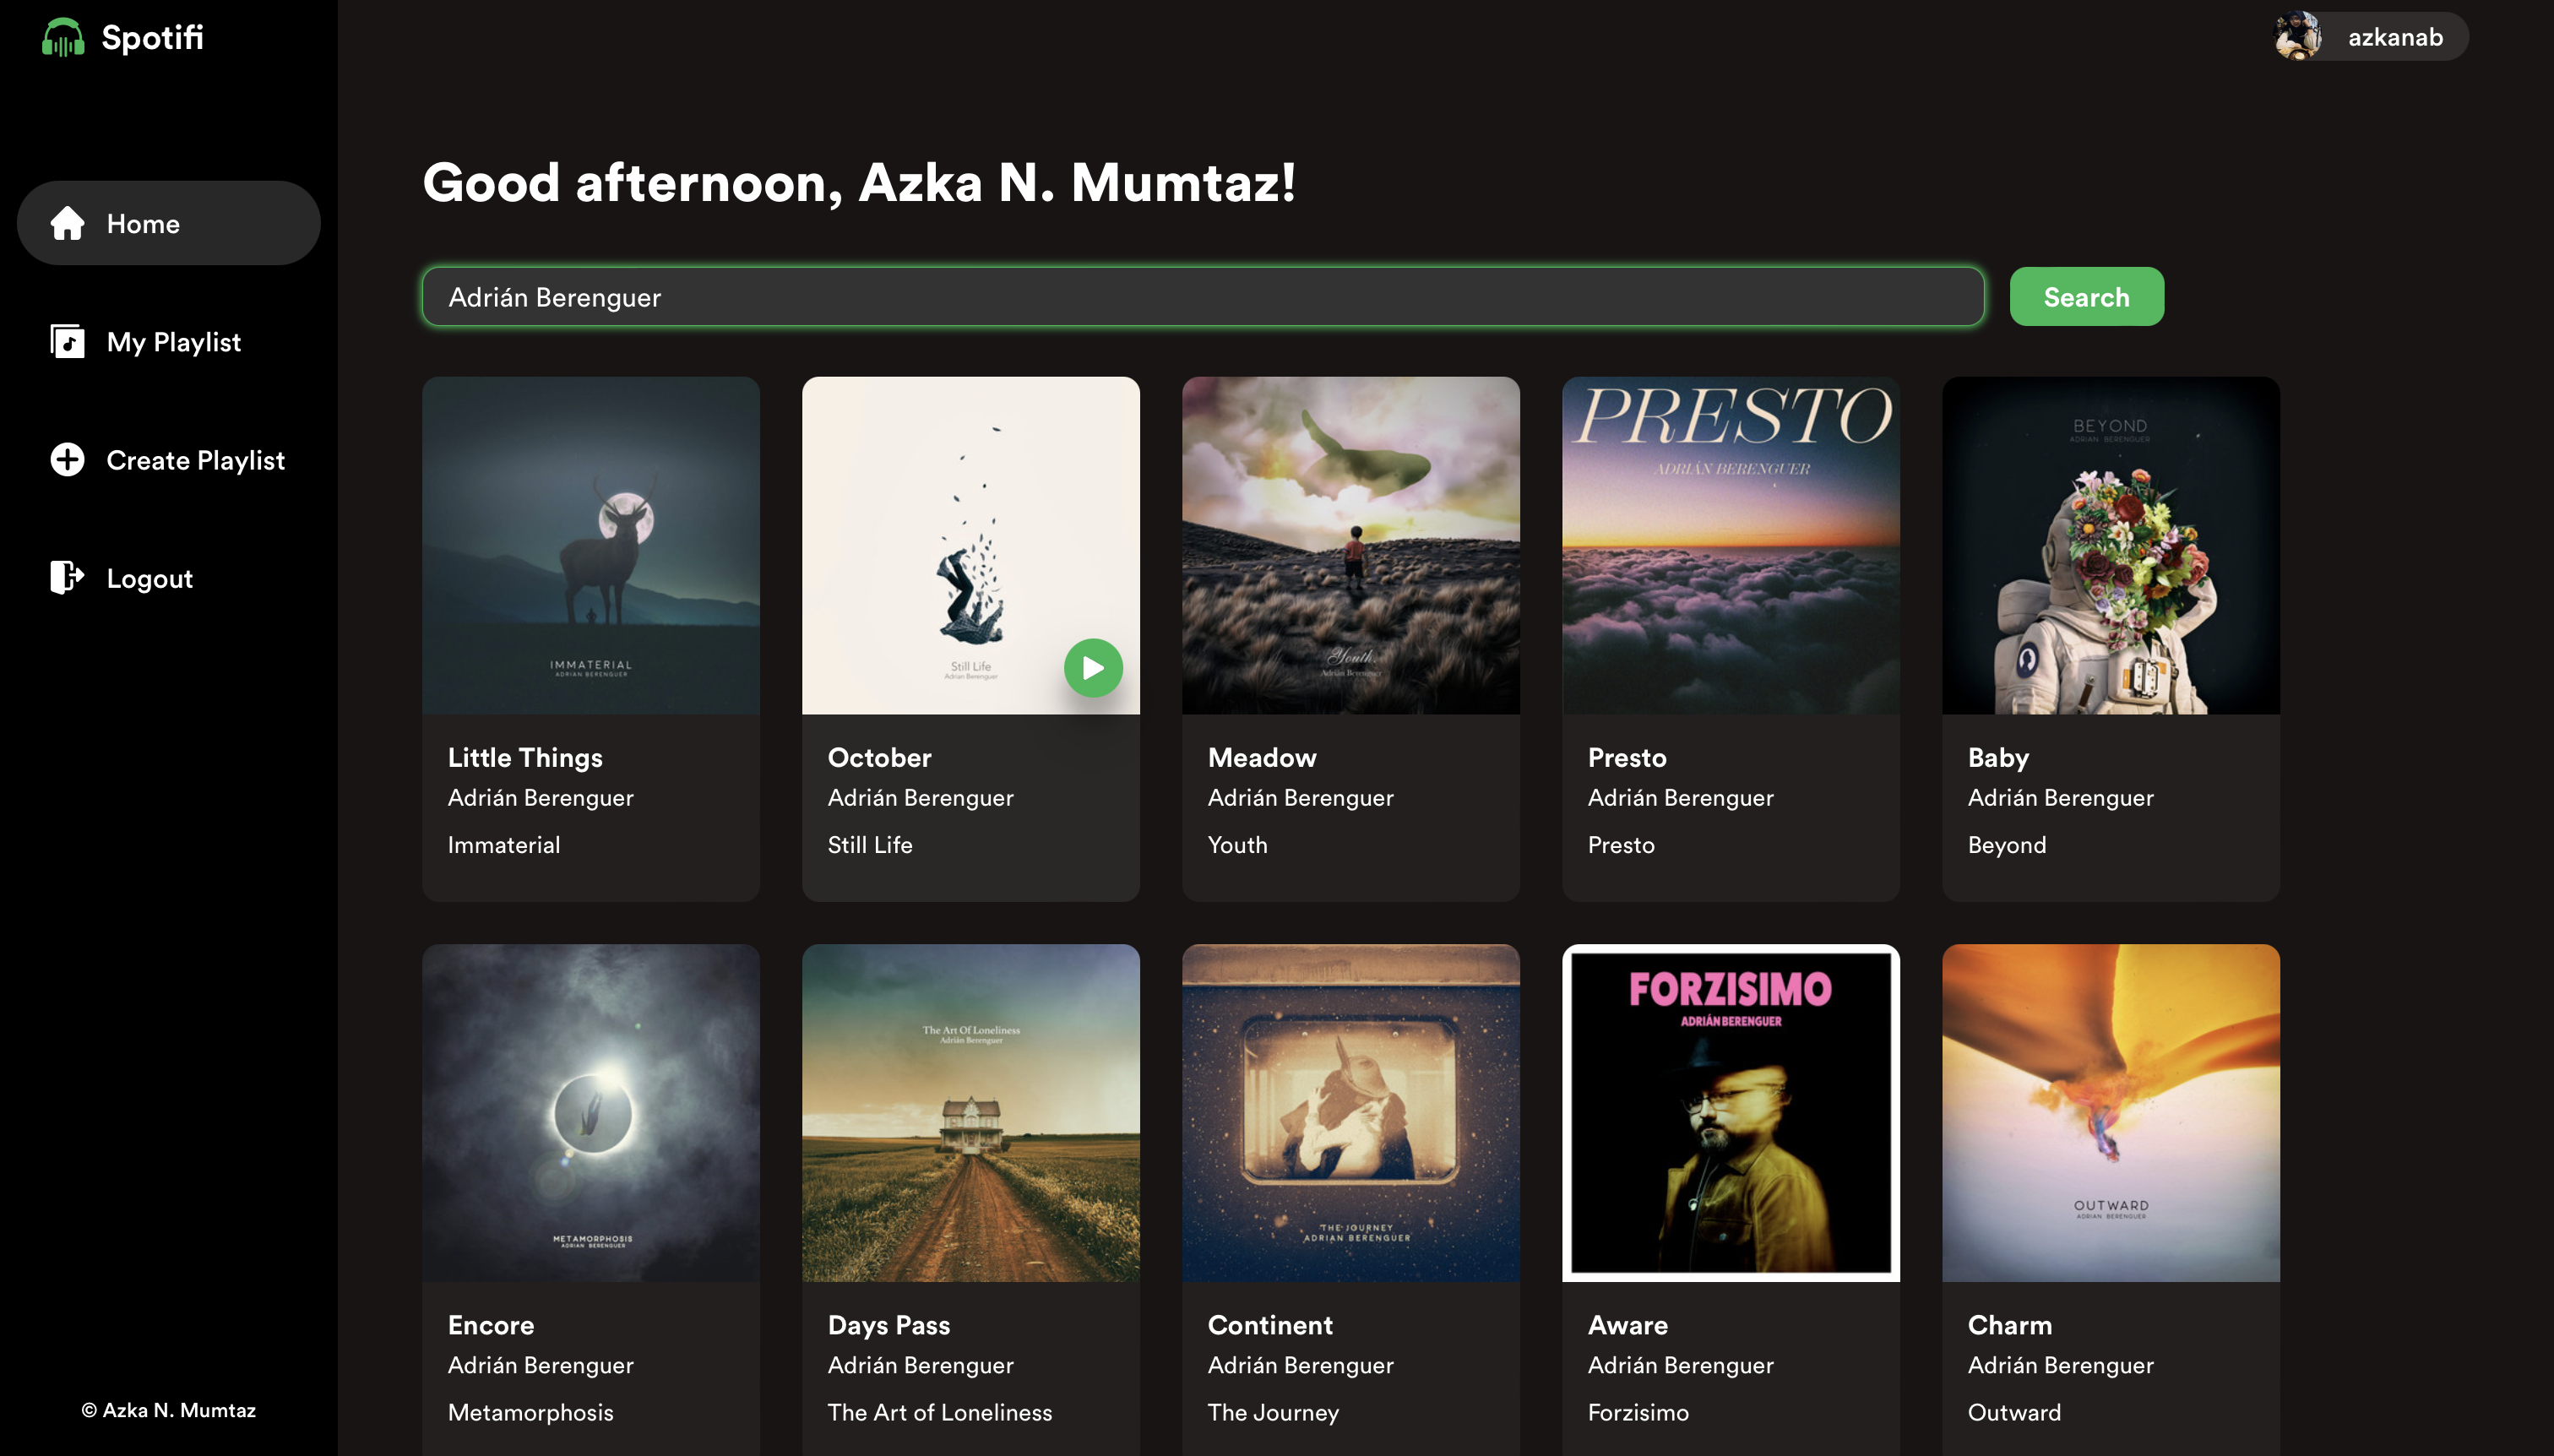 Spotifi
azkanab
Home
My Playlist
Create Playlist
Logout
© Azka N. Mumtaz
Good afternoon, Azka N. Mumtaz!
Adrián Berenguer
Search
IMMATERIAL
ADRIAN BERENGUER
Little Things
Adrián Berenguer
Immaterial
Still Life
Adrian Berenguer
October
Adrián Berenguer
Still Life
Youth.
Adrián Berenguer
Meadow
Adrián Berenguer
Youth
PRESTO
ADRIÁN BERENGUER
Presto
Adrián Berenguer
Presto
BEYOND
ADRIAN BERENGUER
Baby
Adrián Berenguer
Beyond
METAMORPHOSIS
ADRIAN BERENGUER
Encore
Adrián Berenguer
Metamorphosis
The Art Of Loneliness
Adrián Berenguer
Days Pass
Adrián Berenguer
The Art of Loneliness
THE JOURNEY
ADRIAN BERENGUER
Continent
Adrián Berenguer
The Journey
FORZISIMO
ADRIÁN BERENGUER
Aware
Adrián Berenguer
Forzisimo
OUTWARD
ADRIAN BERENGUER
Charm
Adrián Berenguer
Outward